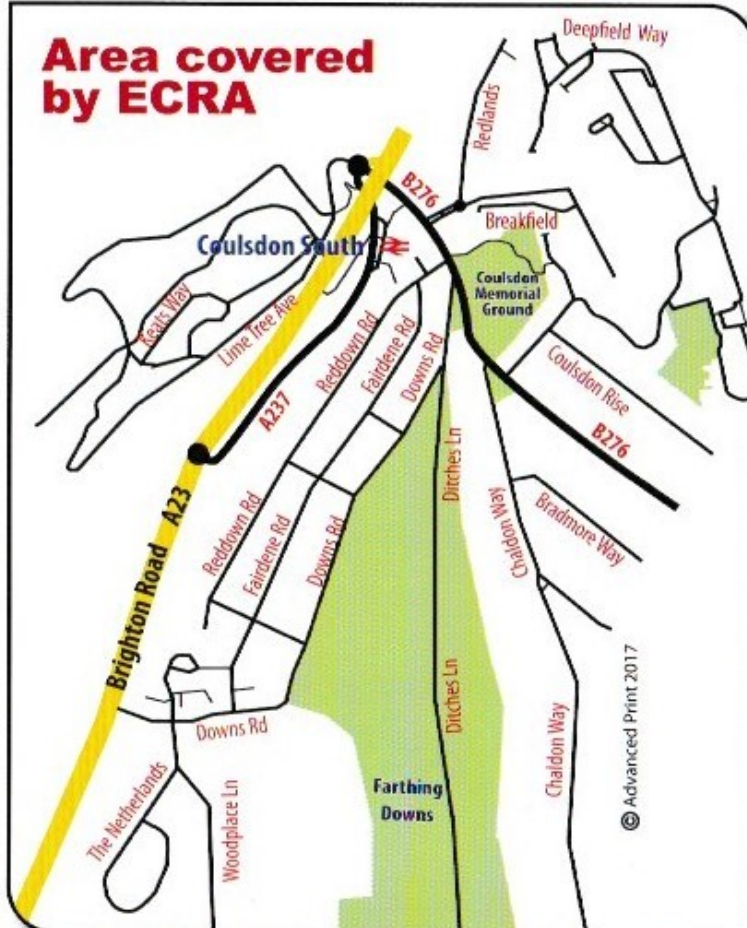 Area covered
by ECRA
Deepfield Way
Redlands
B276
Breakfield
Coulsdon South
Coulsdon
Memorial
Ground
Keats Way
Lime Tree Ave
Reddown Rd
Fairdene Rd
Downs Rd
Coulsdon Rise
A237
B276
Ditches Ln
Brighton Road A23
Reddown Rd
Fairdene Rd
Downs Rd
Chaldon Way
Bradmore Way
Ditches Ln
Downs Rd
Chaldon Way
The Netherlands
Woodplace Ln
Farthing
Downs
© Advanced Print 2017